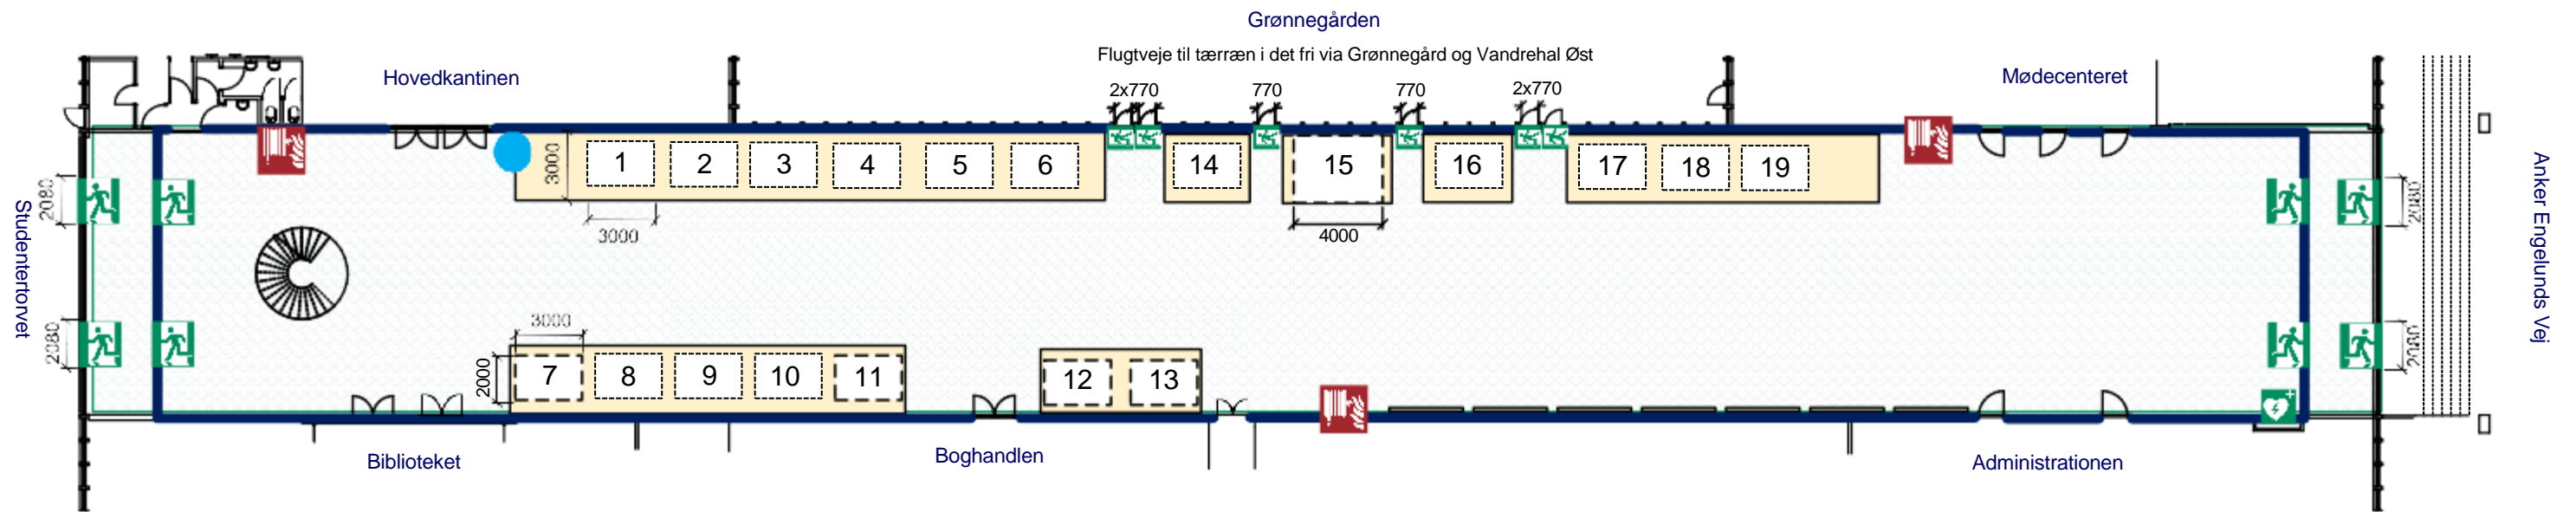 Grønnegården
Flugtveje til tærræn i det fri via Grønnegård og Vandrehal Øst
Hovedkantinen
Mødecenteret
2x770
770
770
2x770
3000
1
2
3
4
5
6
14
15
16
17
18
19
3000
4000
2080
2080
Studentertorvet
2080
2080
Anker Engelunds Vej
3000
2000
7
8
9
10
11
12
13
Biblioteket
Boghandlen
Administrationen